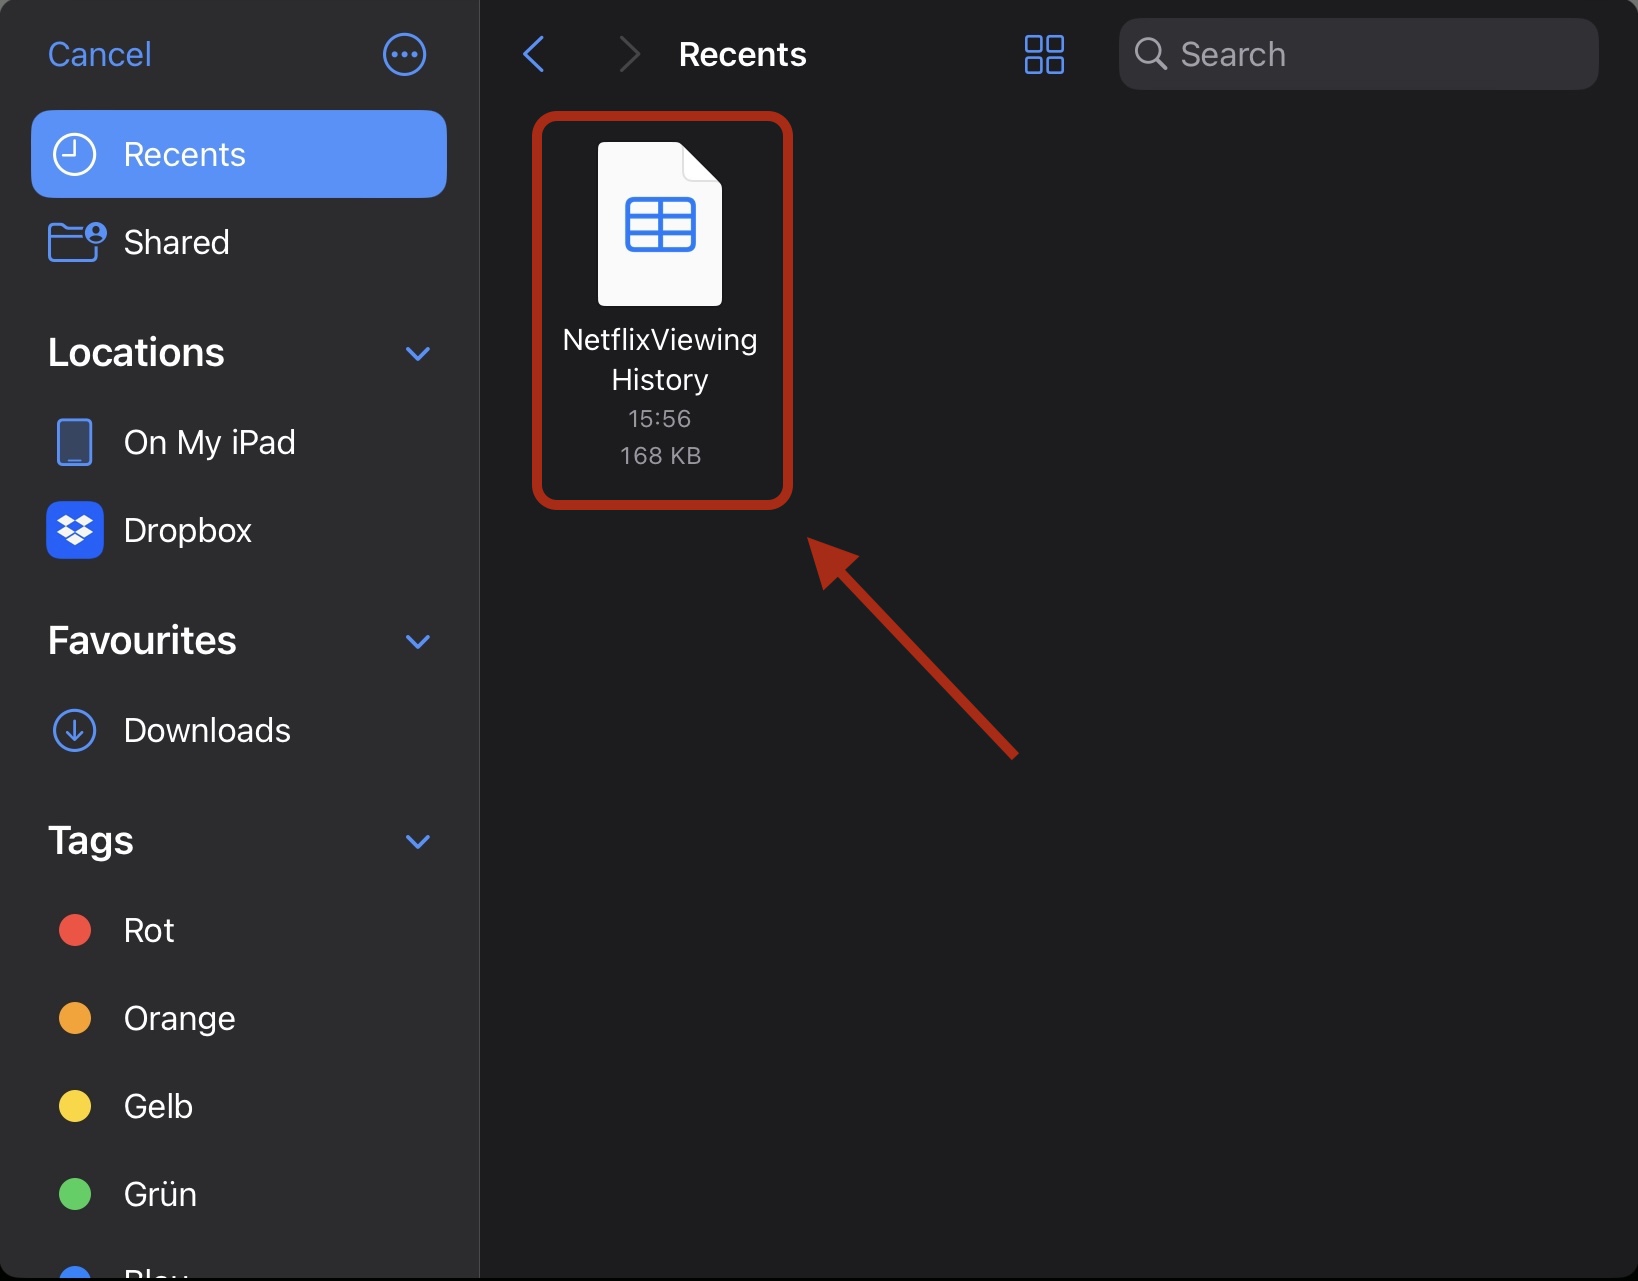 Cancel
Recents
Shared
Locations
On My iPad
Dropbox
Favourites
Downloads
Tags
Rot
Orange
Gelb
Grün
Recents
Search
NetflixViewing
History
15:56
168 KB